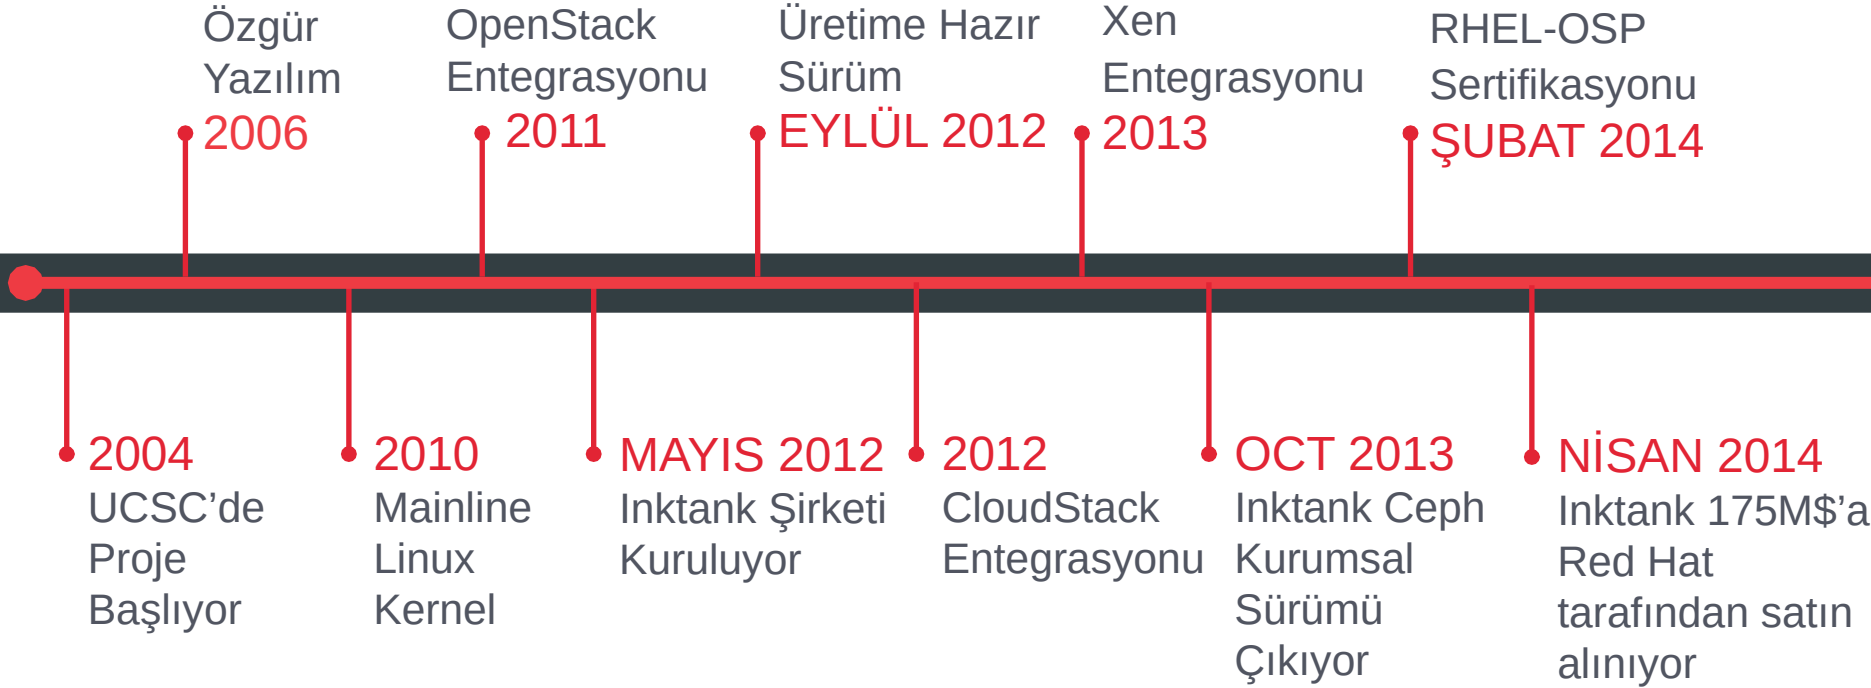 Özgür
Yazılım
2006
OpenStack
Entegrasyonu
2011
Üretime Hazır
Sürüm
EYLÜL 2012
Xen
Entegrasyonu
2013
RHEL-OSP
Sertifikasyonu
ŞUBAT 2014
2004
UCSC’de
Proje
Başlıyor
2010
Mainline
Linux
Kernel
MAYIS 2012
Inktank Şirketi
Kuruluyor
2012
CloudStack
Entegrasyonu
OCT 2013
Inktank Ceph
Kurumsal
Sürümü
Çıkıyor
NİSAN 2014
Inktank 175M$’a
Red Hat
tarafından satın
alınıyor